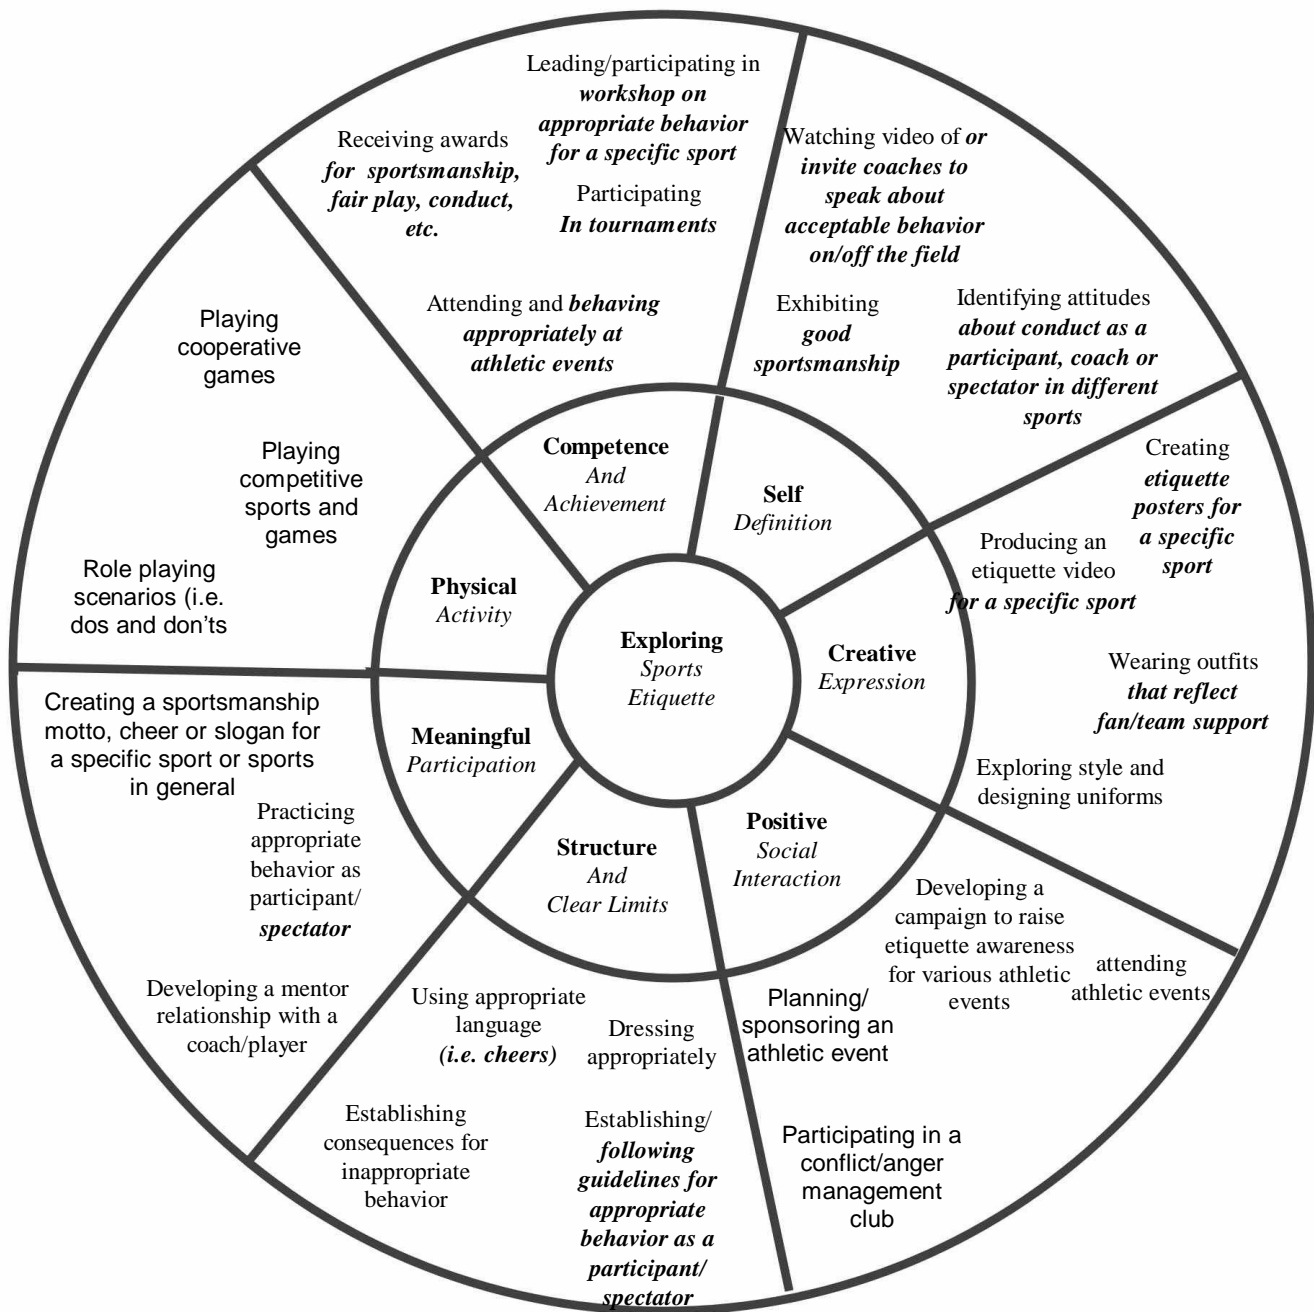 Exploring
Sports
Etiquette
Competence
And
Achievement
Leading/participating in
workshop on
appropriate behavior
for a specific sport
Receiving awards
for sportsmanship,
fair play, conduct,
etc.
Participating
In tournaments
Attending and behaving
appropriately at
athletic events
Self
Definition
Watching video of or
invite coaches to
speak about
acceptable behavior
on/off the field
Exhibiting
good
sportsmanship
Identifying attitudes
about conduct as a
participant, coach or
spectator in different
sports
Creative
Expression
Creating
etiquette
posters for
a specific
sport
Producing an
etiquette video
for a specific sport
Wearing outfits
that reflect
fan/team support
Exploring style and
designing uniforms
Positive
Social
Interaction
Developing a
campaign to raise
etiquette awareness
for various athletic
events
attending
athletic events
Planning/
sponsoring an
athletic event
Participating in a
conflict/anger
management
club
Structure
And
Clear Limits
Using appropriate
language
(i.e. cheers)
Dressing
appropriately
Establishing
consequences for
inappropriate
behavior
Establishing/
following
guidelines for
appropriate
behavior as a
participant/
spectator
Meaningful
Participation
Creating a sportsmanship
motto, cheer or slogan for
a specific sport or sports
in general
Practicing
appropriate
behavior as
participant/
spectator
Developing a mentor
relationship with a
coach/player
Physical
Activity
Playing
cooperative
games
Playing
competitive
sports and
games
Role playing
scenarios (i.e.
dos and don'ts